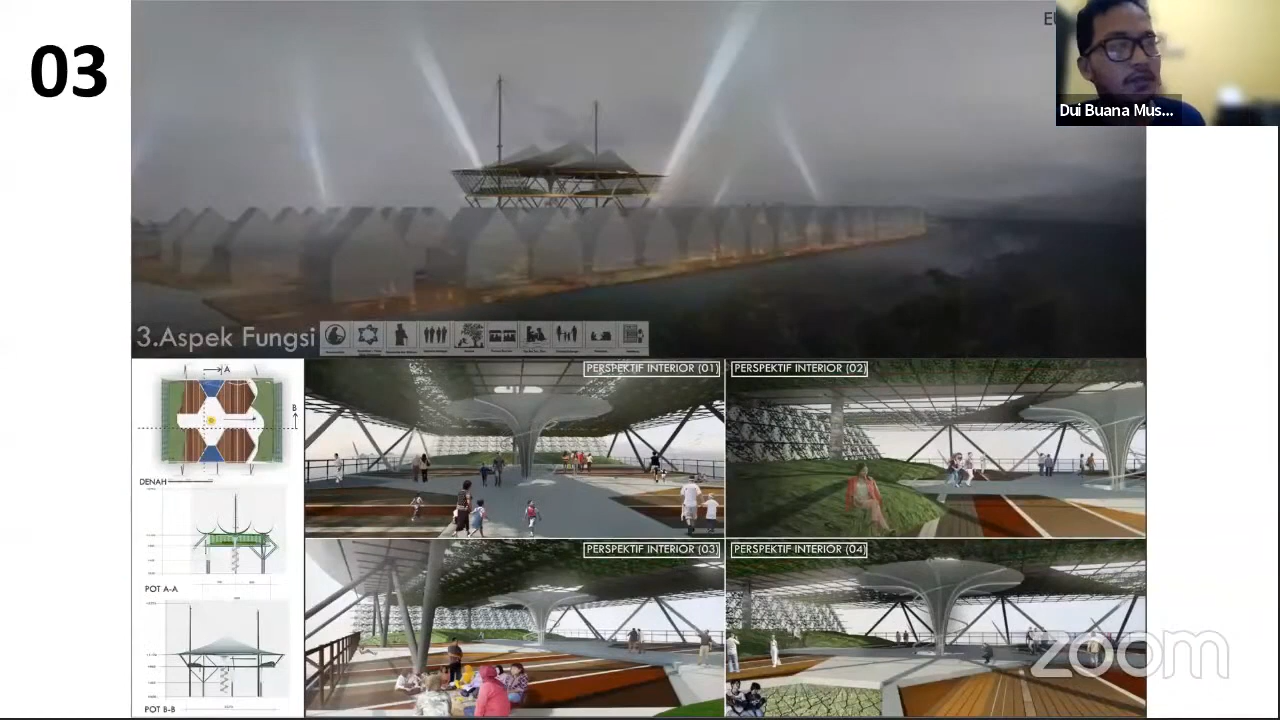 03
EU
Dui Buana Mus...
3.Aspek Fungsi
PERSPEKTIF INTERIOR (01)
PERSPEKTIF INTERIOR (02)
A
B
DENAH
PERSPEKTIF INTERIOR (03)
PERSPEKTIF INTERIOR (04)
POT A-A
POT B-B
zoom